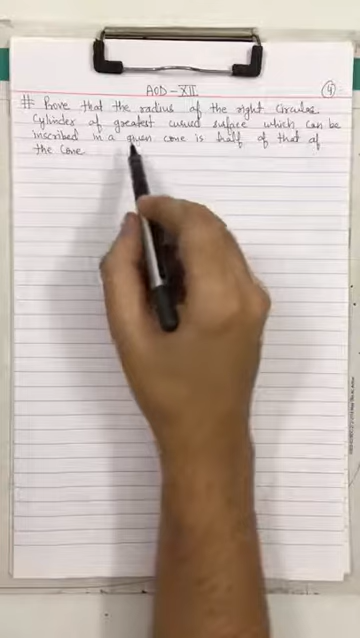 AOD - XII
4
# Prove that the radius of the right circular
cylinder of greatest curved surface which can be
inscribed in a given cone is half of that of
the cone